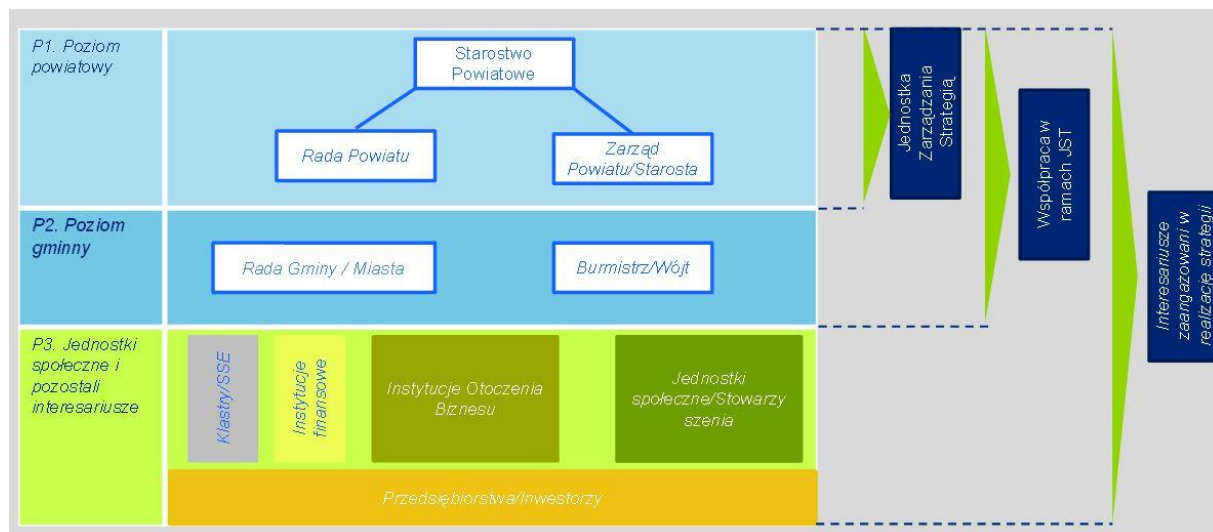 P1. Poziom
powiatowy
Starostwo
Powiatowe
Rada Powiatu
Zarząd
Powiatu/Starosta
P2. Poziom
gminny
Rada Gminy / Miasta
Burmistrz/Wójt
P3. Jednostki
społeczne i
pozostali
interesariusze
Klastry/SSE
Instytucje
finansowe
Instytucje Otoczenia
Biznesu
Jednostki
społeczne/Stowarzy
szenia
Przedsiębiorstwa/Inwestorzy
Jednostka
Zarządzania
Strategią
Współpraca w
ramach JST
Interesariusze
zaangażowani w
realizację strategii